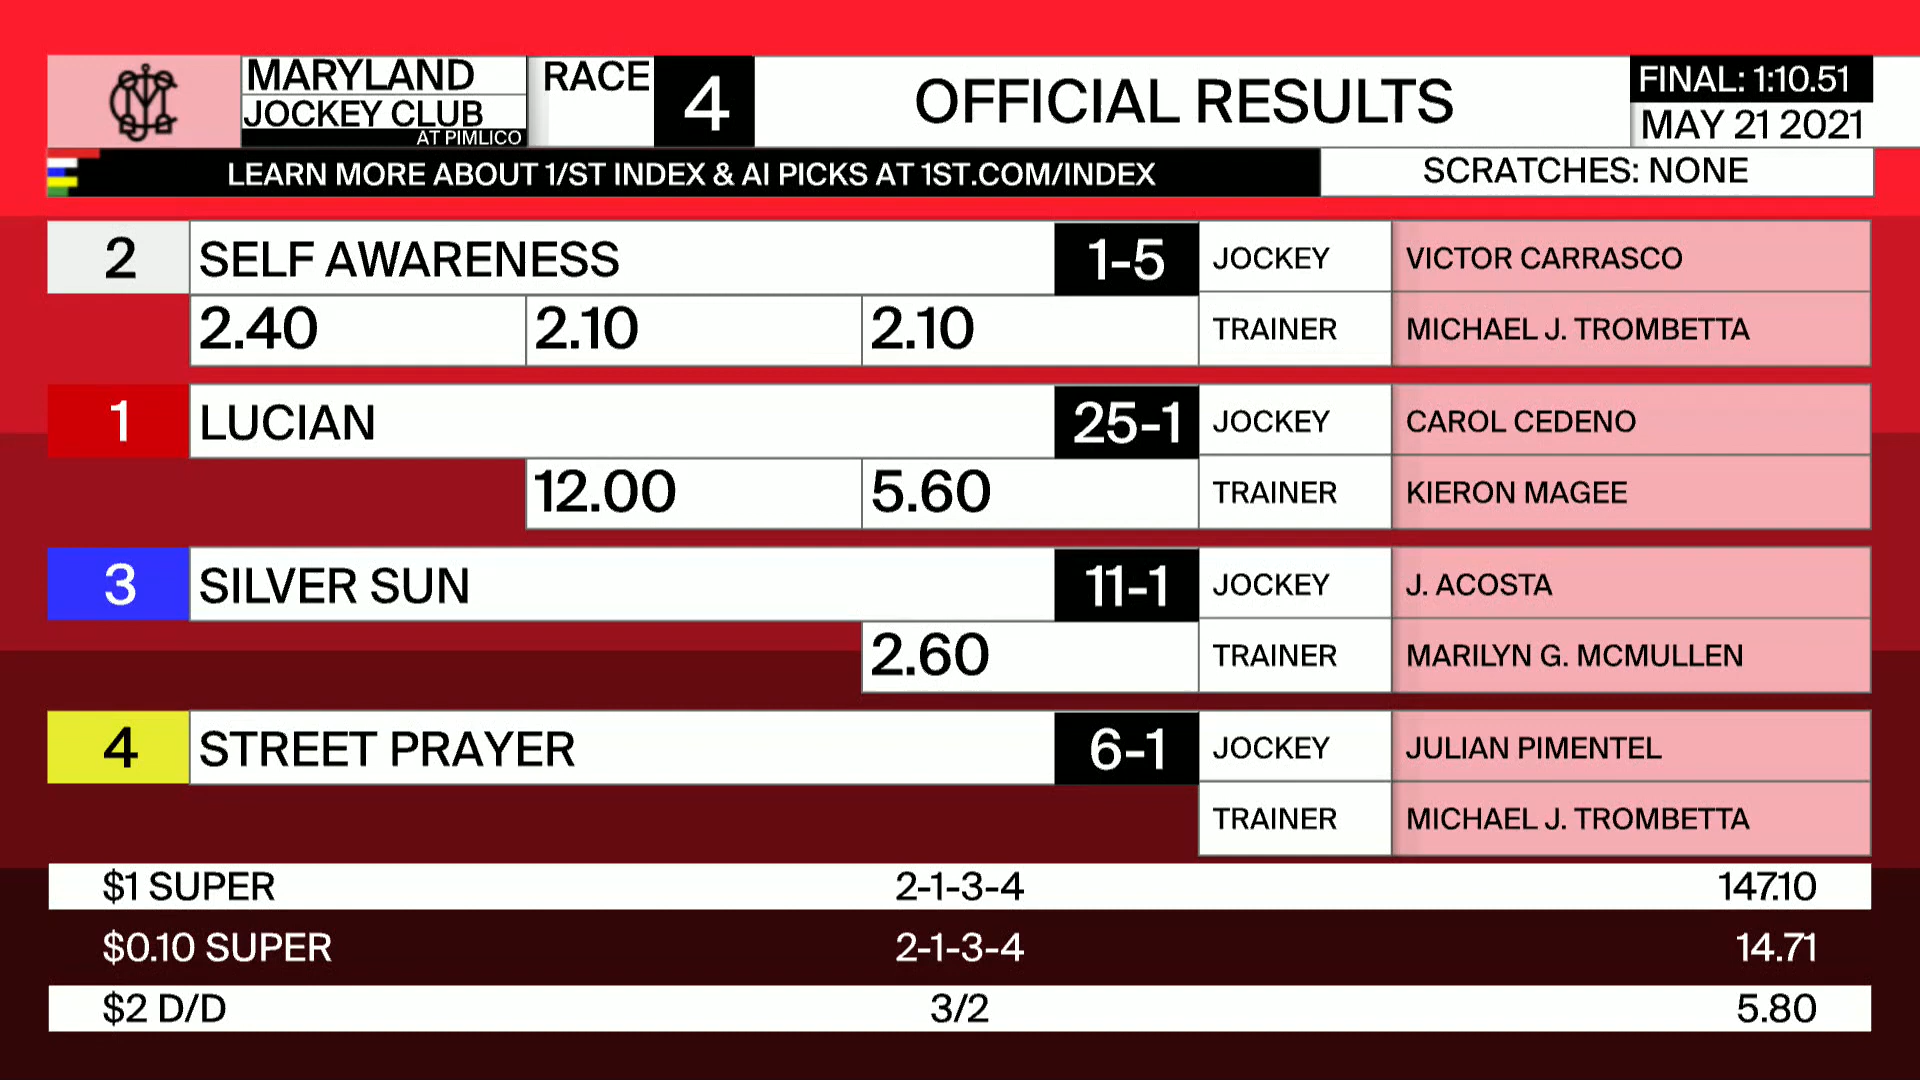 MARYLAND
JOCKEY CLUB
AT PIMLICO
RACE 4
OFFICIAL RESULTS
FINAL: 1:10.51
MAY 21 2021
LEARN MORE ABOUT 1/ST INDEX & AI PICKS AT 1ST.COM/INDEX
SCRATCHES: NONE
2 SELF AWARENESS 1-5 JOCKEY VICTOR CARRASCO
2.40 2.10 2.10 TRAINER MICHAEL J. TROMBETTA
1 LUCIAN 25-1 JOCKEY CAROL CEDENO
12.00 5.60 TRAINER KIERON MAGEE
3 SILVER SUN 11-1 JOCKEY J. ACOSTA
2.60 TRAINER MARILYN G. MCMULLEN
4 STREET PRAYER 6-1 JOCKEY JULIAN PIMENTEL
TRAINER MICHAEL J. TROMBETTA
$1 SUPER 2-1-3-4 147.10
$0.10 SUPER 2-1-3-4 14.71
$2 D/D 3/2 5.80